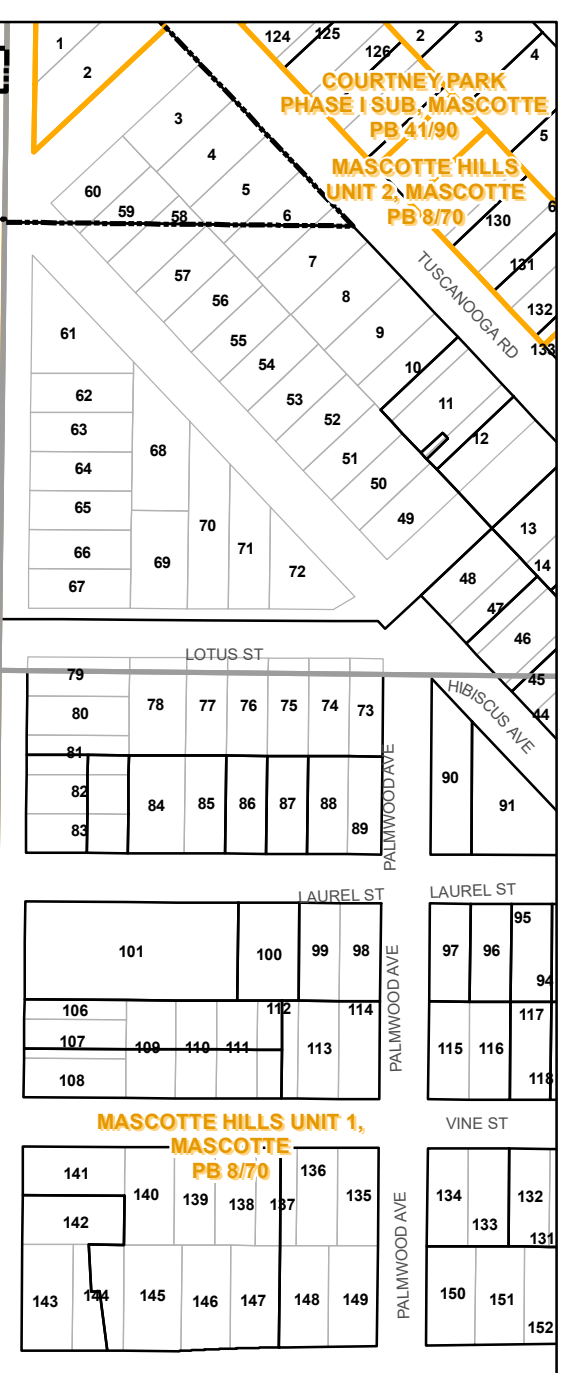 124 125 2 3
1 126 4
2
COURTNEY PARK
PHASE I SUB, MASCOTTE
PB 41/90
3
4 5
MASCOTTE HILLS
UNIT 2, MASCOTTE
PB 8/70
60 5 6
59 58 6 130
7 131
57 8 132
56 TUSCANOOGA RD
61 55 9 133
54 10
62 53 11
63 52 12
68
64 51
65 50
70 49 13
66 69 71 72 48 14
67 47
46
LOTUS ST
79 45
80 78 77 76 75 74 73 HIBISCUS AVE 44
81
82 84 85 86 87 88 PALMWOOD AVE 90 91
83 89
LAUREL ST LAUREL ST
95
101 100 99 98 PALMWOOD AVE 97 96
94
106 112 114 117
107 109 110 111 113 115 116
108 118
MASCOTTE HILLS UNIT 1,
MASCOTTE
PB 8/70
VINE ST
141 136
140 139 138 137 135 134 132
142 133
131
PALMWOOD AVE
143 144 145 146 147 148 149 150 151
152